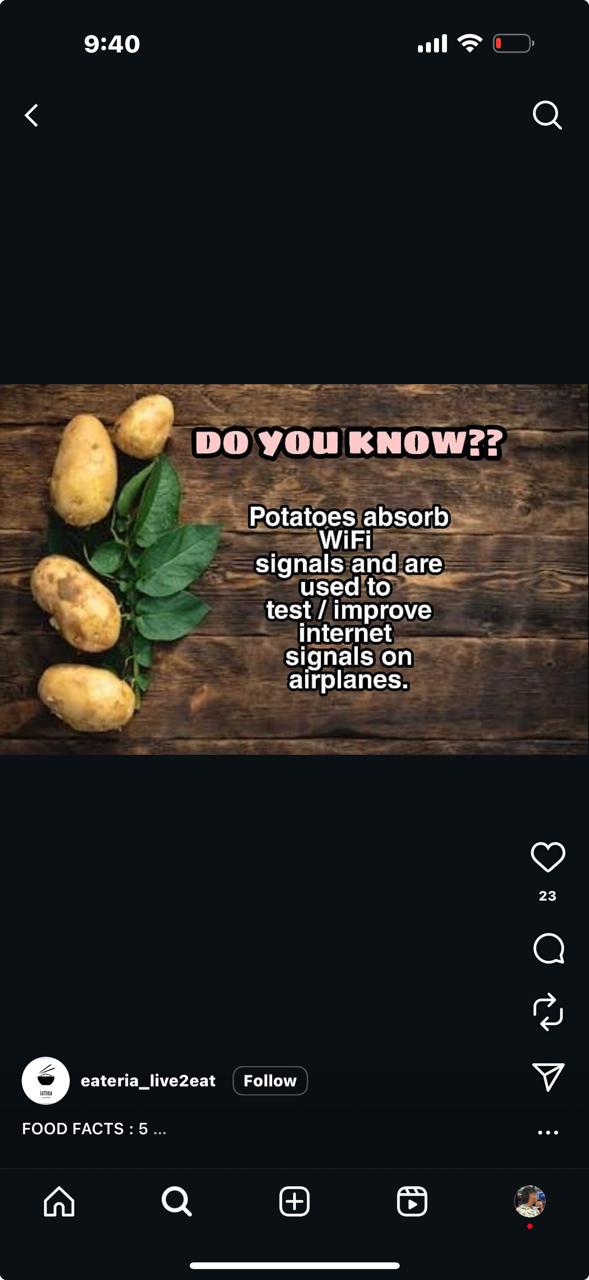 9:40
DO YOU KNOW??
Potatoes absorb
WiFi
signals and are
used to
test / improve
internet
signals on
airplanes.
23
eateria_live2eat Follow
FOOD FACTS : 5 ...